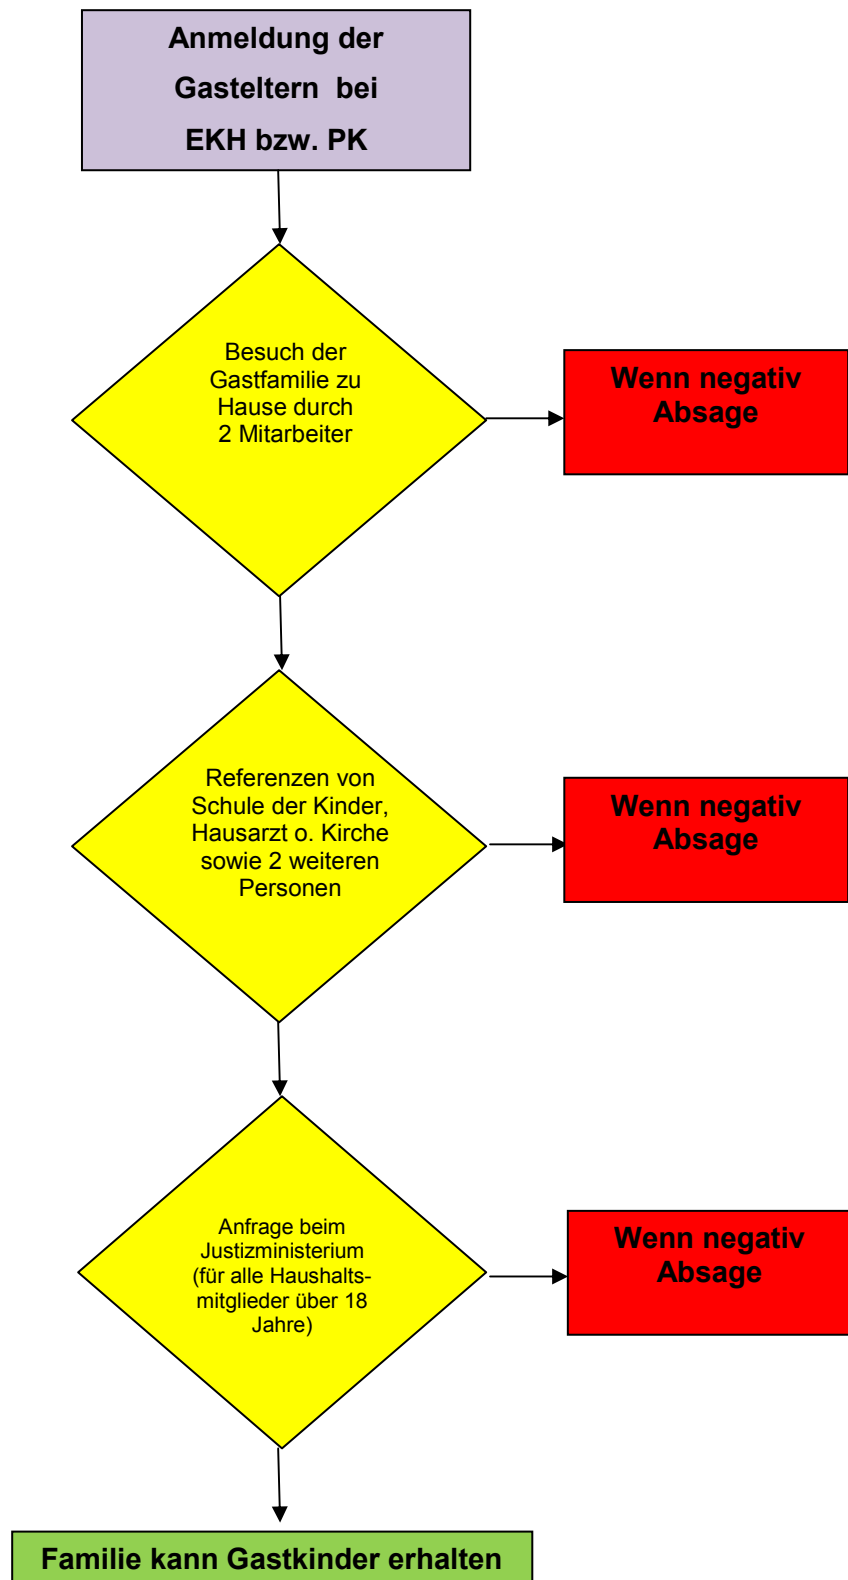 Anmeldung der
Gasteltern bei
EKH bzw. PK
Besuch der
Gastfamilie zu
Hause durch
2 Mitarbeiter
Wenn negativ
Absage
Referenzen von
Schule der Kinder,
Hausarzt o. Kirche
sowie 2 weiteren
Personen
Wenn negativ
Absage
Anfrage beim
Justizministerium
(für alle Haushalts-
mitglieder über 18
Jahre)
Wenn negativ
Absage
Familie kann Gastkinder erhalten